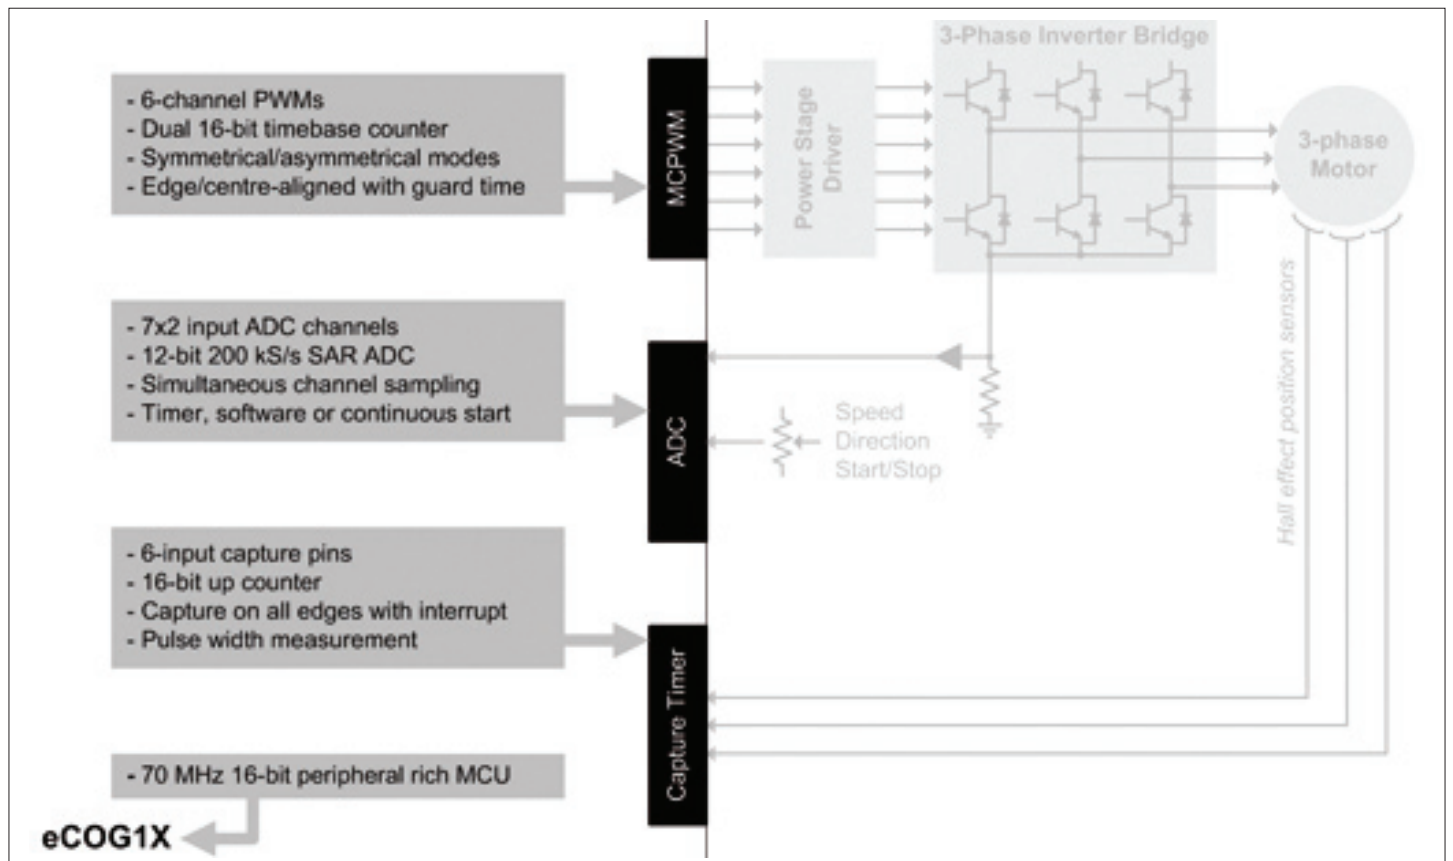 - 6-channel PWMs
- Dual 16-bit timebase counter
- Symmetrical/asymmetrical modes
- Edge/centre-aligned with guard time
MCPWM
Power Stage
Driver
3-Phase Inverter Bridge
3-phase
Motor
- 7x2 input ADC channels
- 12-bit 200 kS/s SAR ADC
- Simultaneous channel sampling
- Timer, software or continuous start
ADC
Speed
Direction
Start/Stop
Hall effect position sensors
- 6-input capture pins
- 16-bit up counter
- Capture on all edges with interrupt
- Pulse width measurement
Capture Timer
- 70 MHz 16-bit peripheral rich MCU
eCOG1X